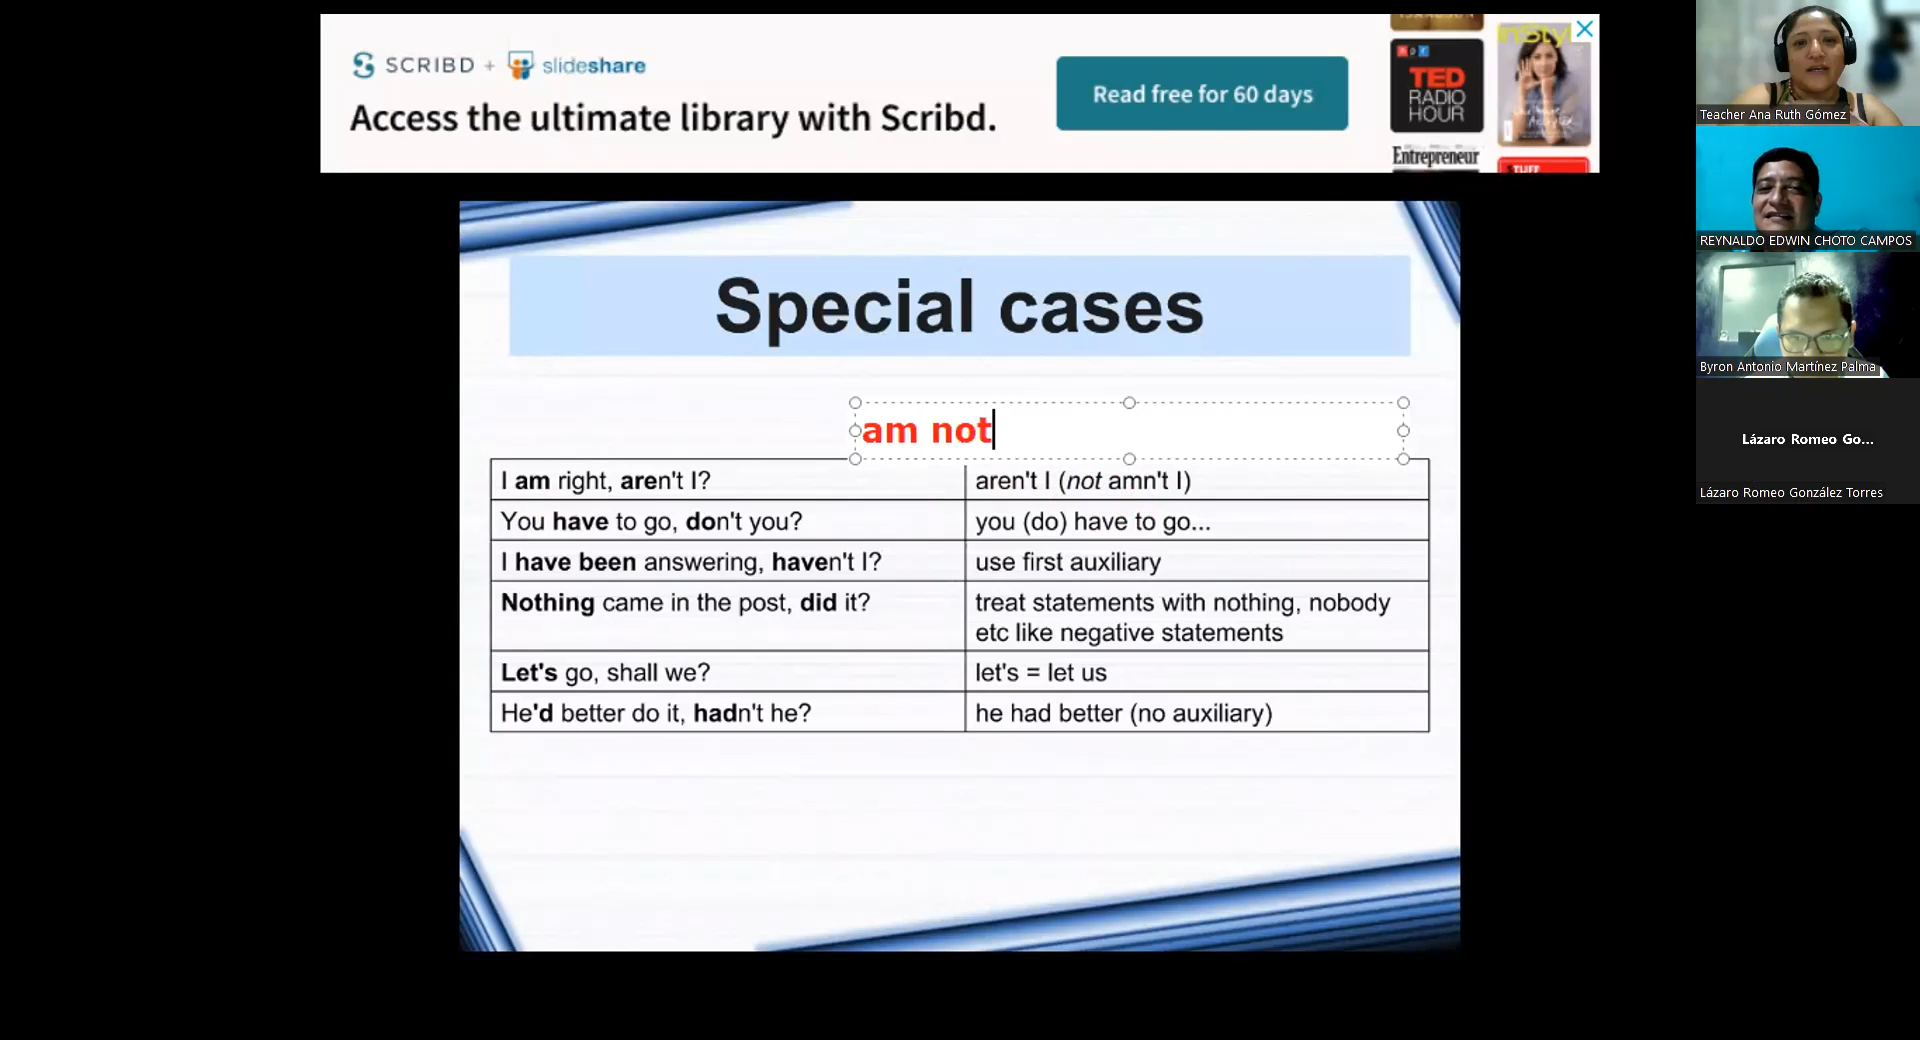 SCRIBD + slideshare
Access the ultimate library with Scribd.
Read free for 60 days
TED
RADIO
HOUR
Entrepreneur
InStyl
Teacher Ana Ruth Gómez
REYNALDO EDWIN CHOTO CAMPOS
Byron Antonio Martínez Palma
Lázaro Romeo Go...
Lázaro Romeo González Torres
Special cases
am not
I am right, aren't I?
aren't I (not amn't I)
You have to go, don't you?
you (do) have to go...
I have been answering, haven't I?
use first auxiliary
Nothing came in the post, did it?
treat statements with nothing, nobody
etc like negative statements
Let's go, shall we?
let's = let us
He'd better do it, hadn't he?
he had better (no auxiliary)